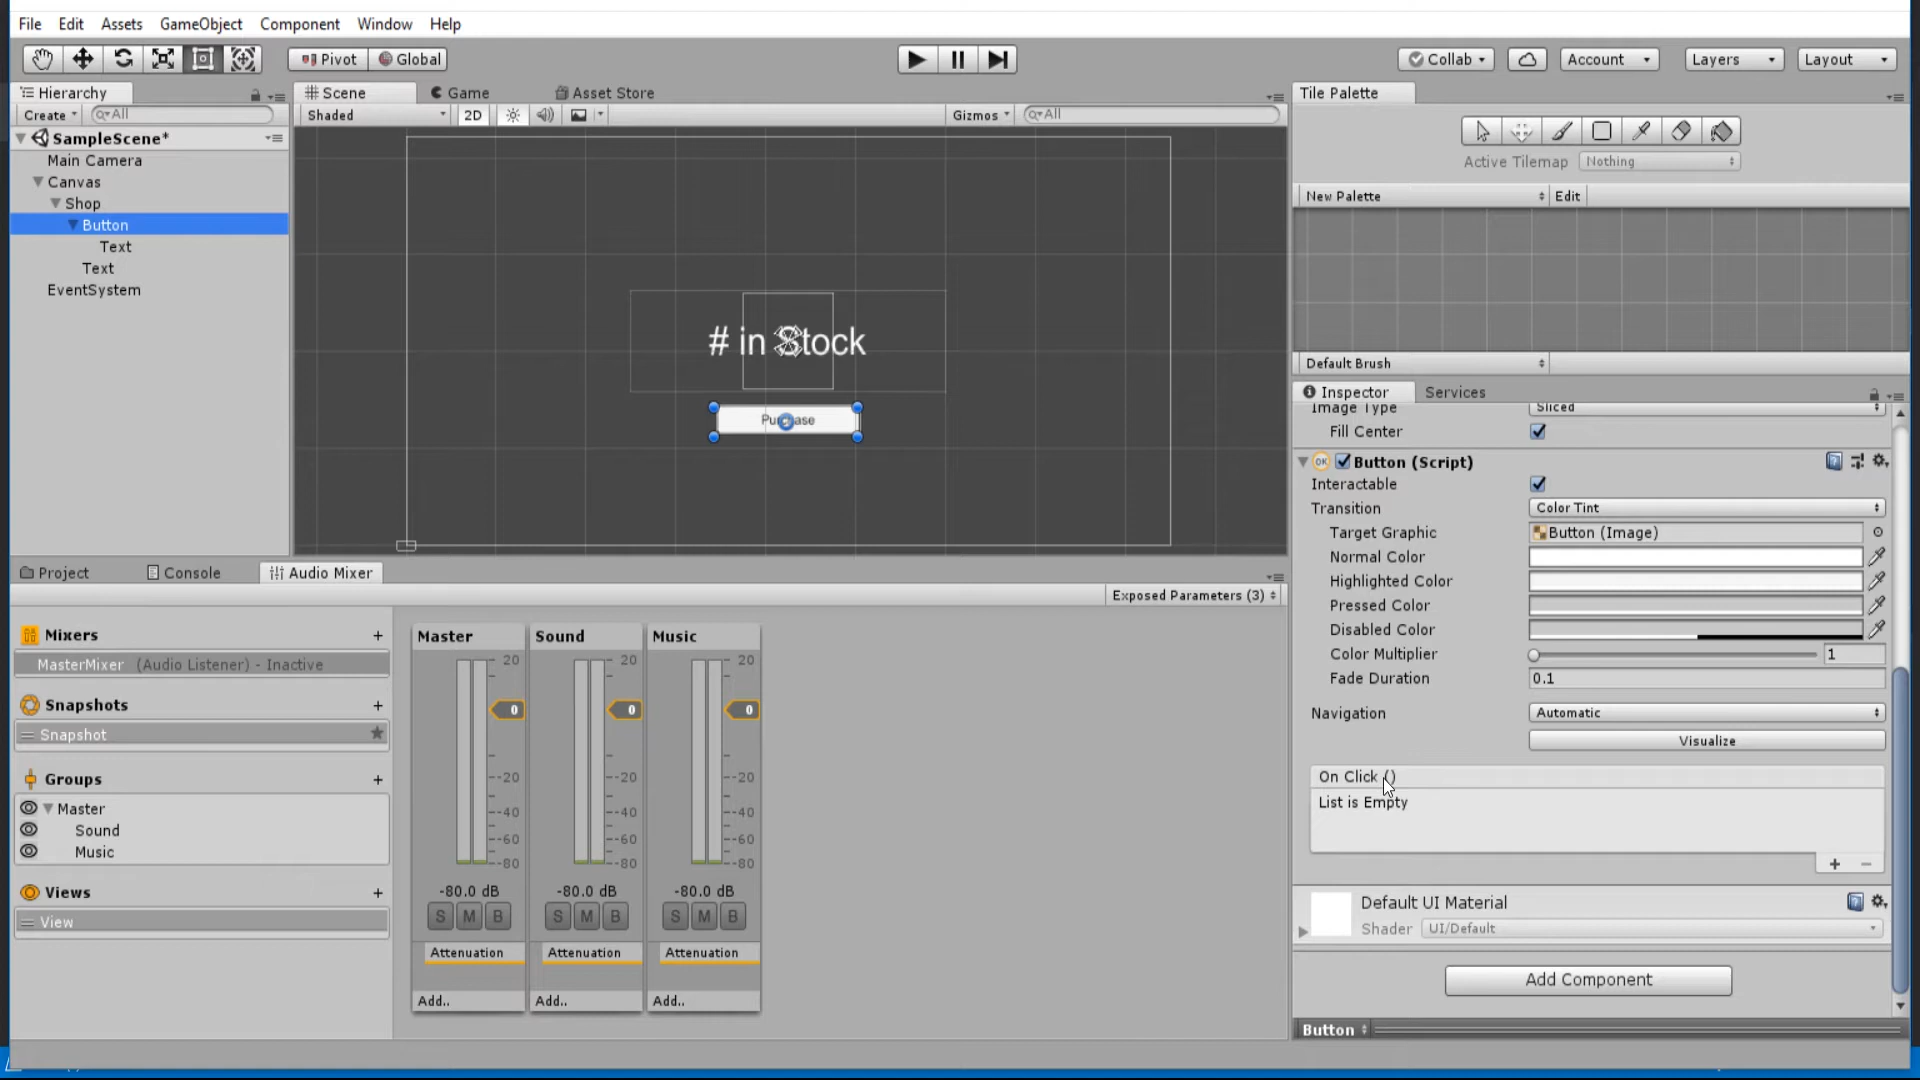 File Edit Assets GameObject Component Window Help
Pivot Global Collab Account Layers Layout
Hierarchy
Create All
SampleScene*
Main Camera
Canvas
Shop
Button
Text
Text
EventSystem
Scene Game Asset Store
Shaded 2D Gizmos All
# in Stock
Purchase
Tile Palette
Active Tilemap Nothing
New Palette Edit
Default Brush
Inspector Services
Image Type Sliced
Fill Center
Button (Script)
Interactable
Transition Color Tint
Target Graphic Button (Image)
Normal Color
Highlighted Color
Pressed Color
Disabled Color
Color Multiplier 1
Fade Duration 0.1
Navigation Automatic
Visualize
On Click ()
List is Empty
+ −
Default UI Material
Shader UI/Default
Add Component
Button
Project Console Audio Mixer
Exposed Parameters (3)
Mixers +
MasterMixer (Audio Listener) - Inactive
Snapshots +
Snapshot
Groups +
Master
Sound
Music
Views +
View
Master Sound Music
20 20 20
0 0 0
-20 -20 -20
-40 -40 -40
-60 -60 -60
-80 -80 -80
-80.0 dB -80.0 dB -80.0 dB
S M B S M B S M B
Attenuation Attenuation Attenuation
Add.. Add.. Add..